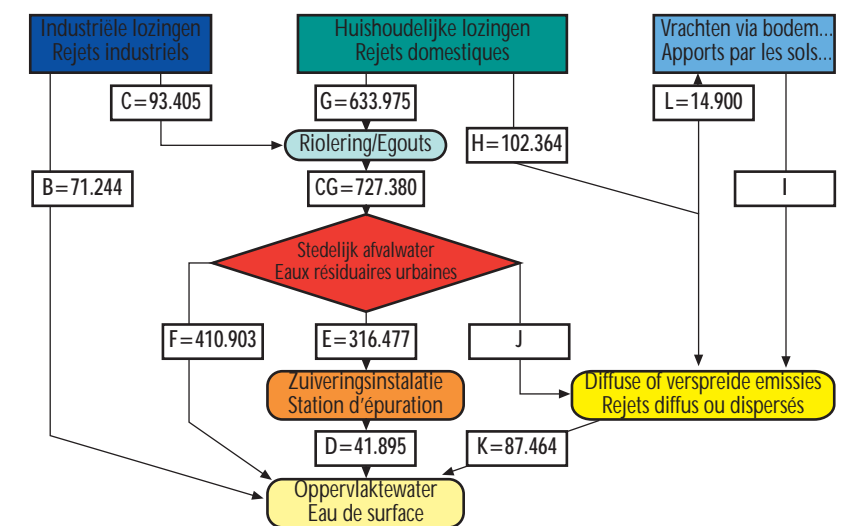 Industriële lozingen
Rejets industriels
Huishoudelijke lozingen
Rejets domestiques
Vrachten via bodem...
Apports par les sols...
C=93.405
G=633.975
L=14.900
Riolering/Egouts
H=102.364
B=71.244
CG=727.380
I
Stedelijk afvalwater
Eaux résiduaires urbaines
F=410.903
E=316.477
J
Zuiveringsinstalatie
Station d'épuration
Diffuse of verspreide emissies
Rejets diffus ou dispersés
D=41.895
K=87.464
Oppervlaktewater
Eau de surface